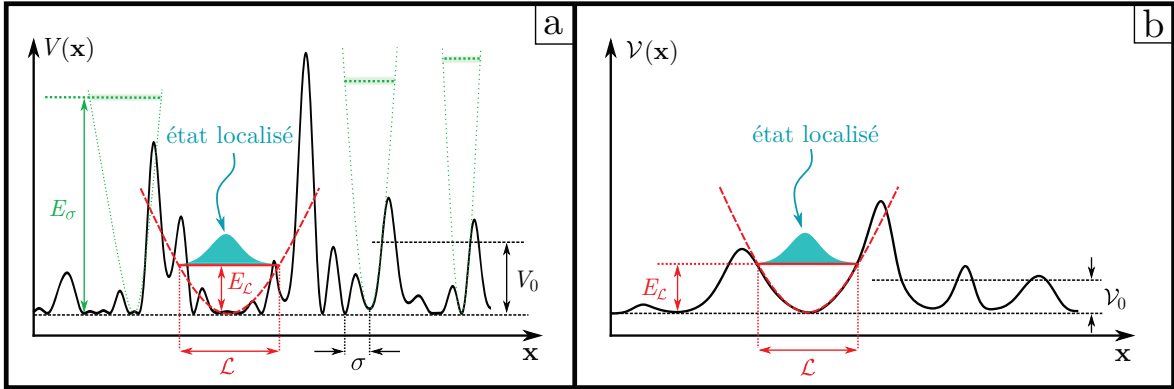 a
V(x)
état localisé
E_σ
E_ℒ
V_0
ℒ
σ
x
b
𝒱(x)
état localisé
E_ℒ
𝒱_0
ℒ
x